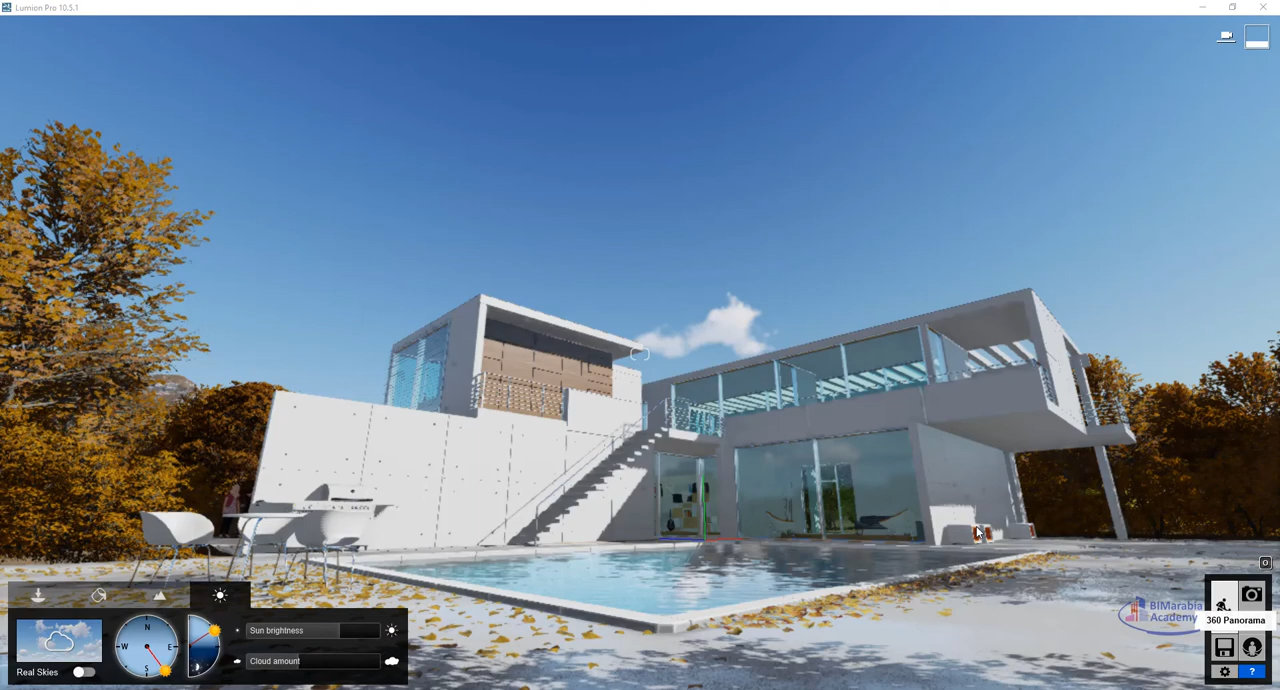 Lumion Pro 10.5.1
BIMarabia
Academy
360 Panorama
N
W
E
S
Sun brightness
Cloud amount
Real Skies
O
?